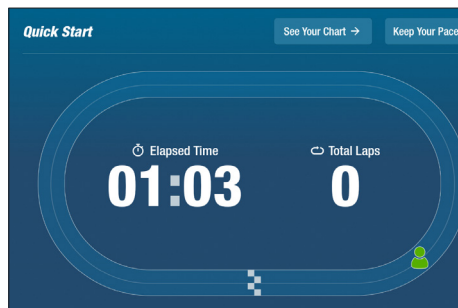 Quick Start
See Your Chart →
Keep Your Pace
Elapsed Time
Total Laps
01:03
0